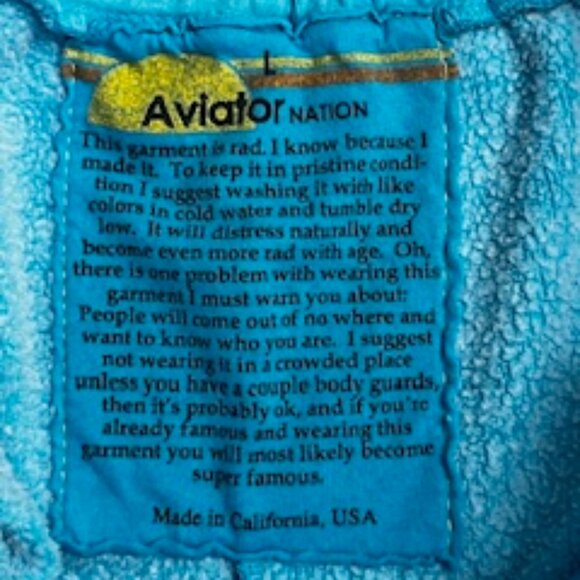 L
Aviator NATION
This garment is rad. I know because I
made it. To keep it in pristine condi-
tion I suggest washing it with like
colors in cold water and tumble dry
low. It will distress naturally and
become even more rad with age. Oh,
there is one problem with wearing this
garment I must warn you about:
People will come out of no where and
want to know who you are. I suggest
not wearing it in a crowded place
unless you have a couple body guards,
then it's probably ok, and if you're
already famous and wearing this
garment you will most likely become
super famous.
Made in California, USA